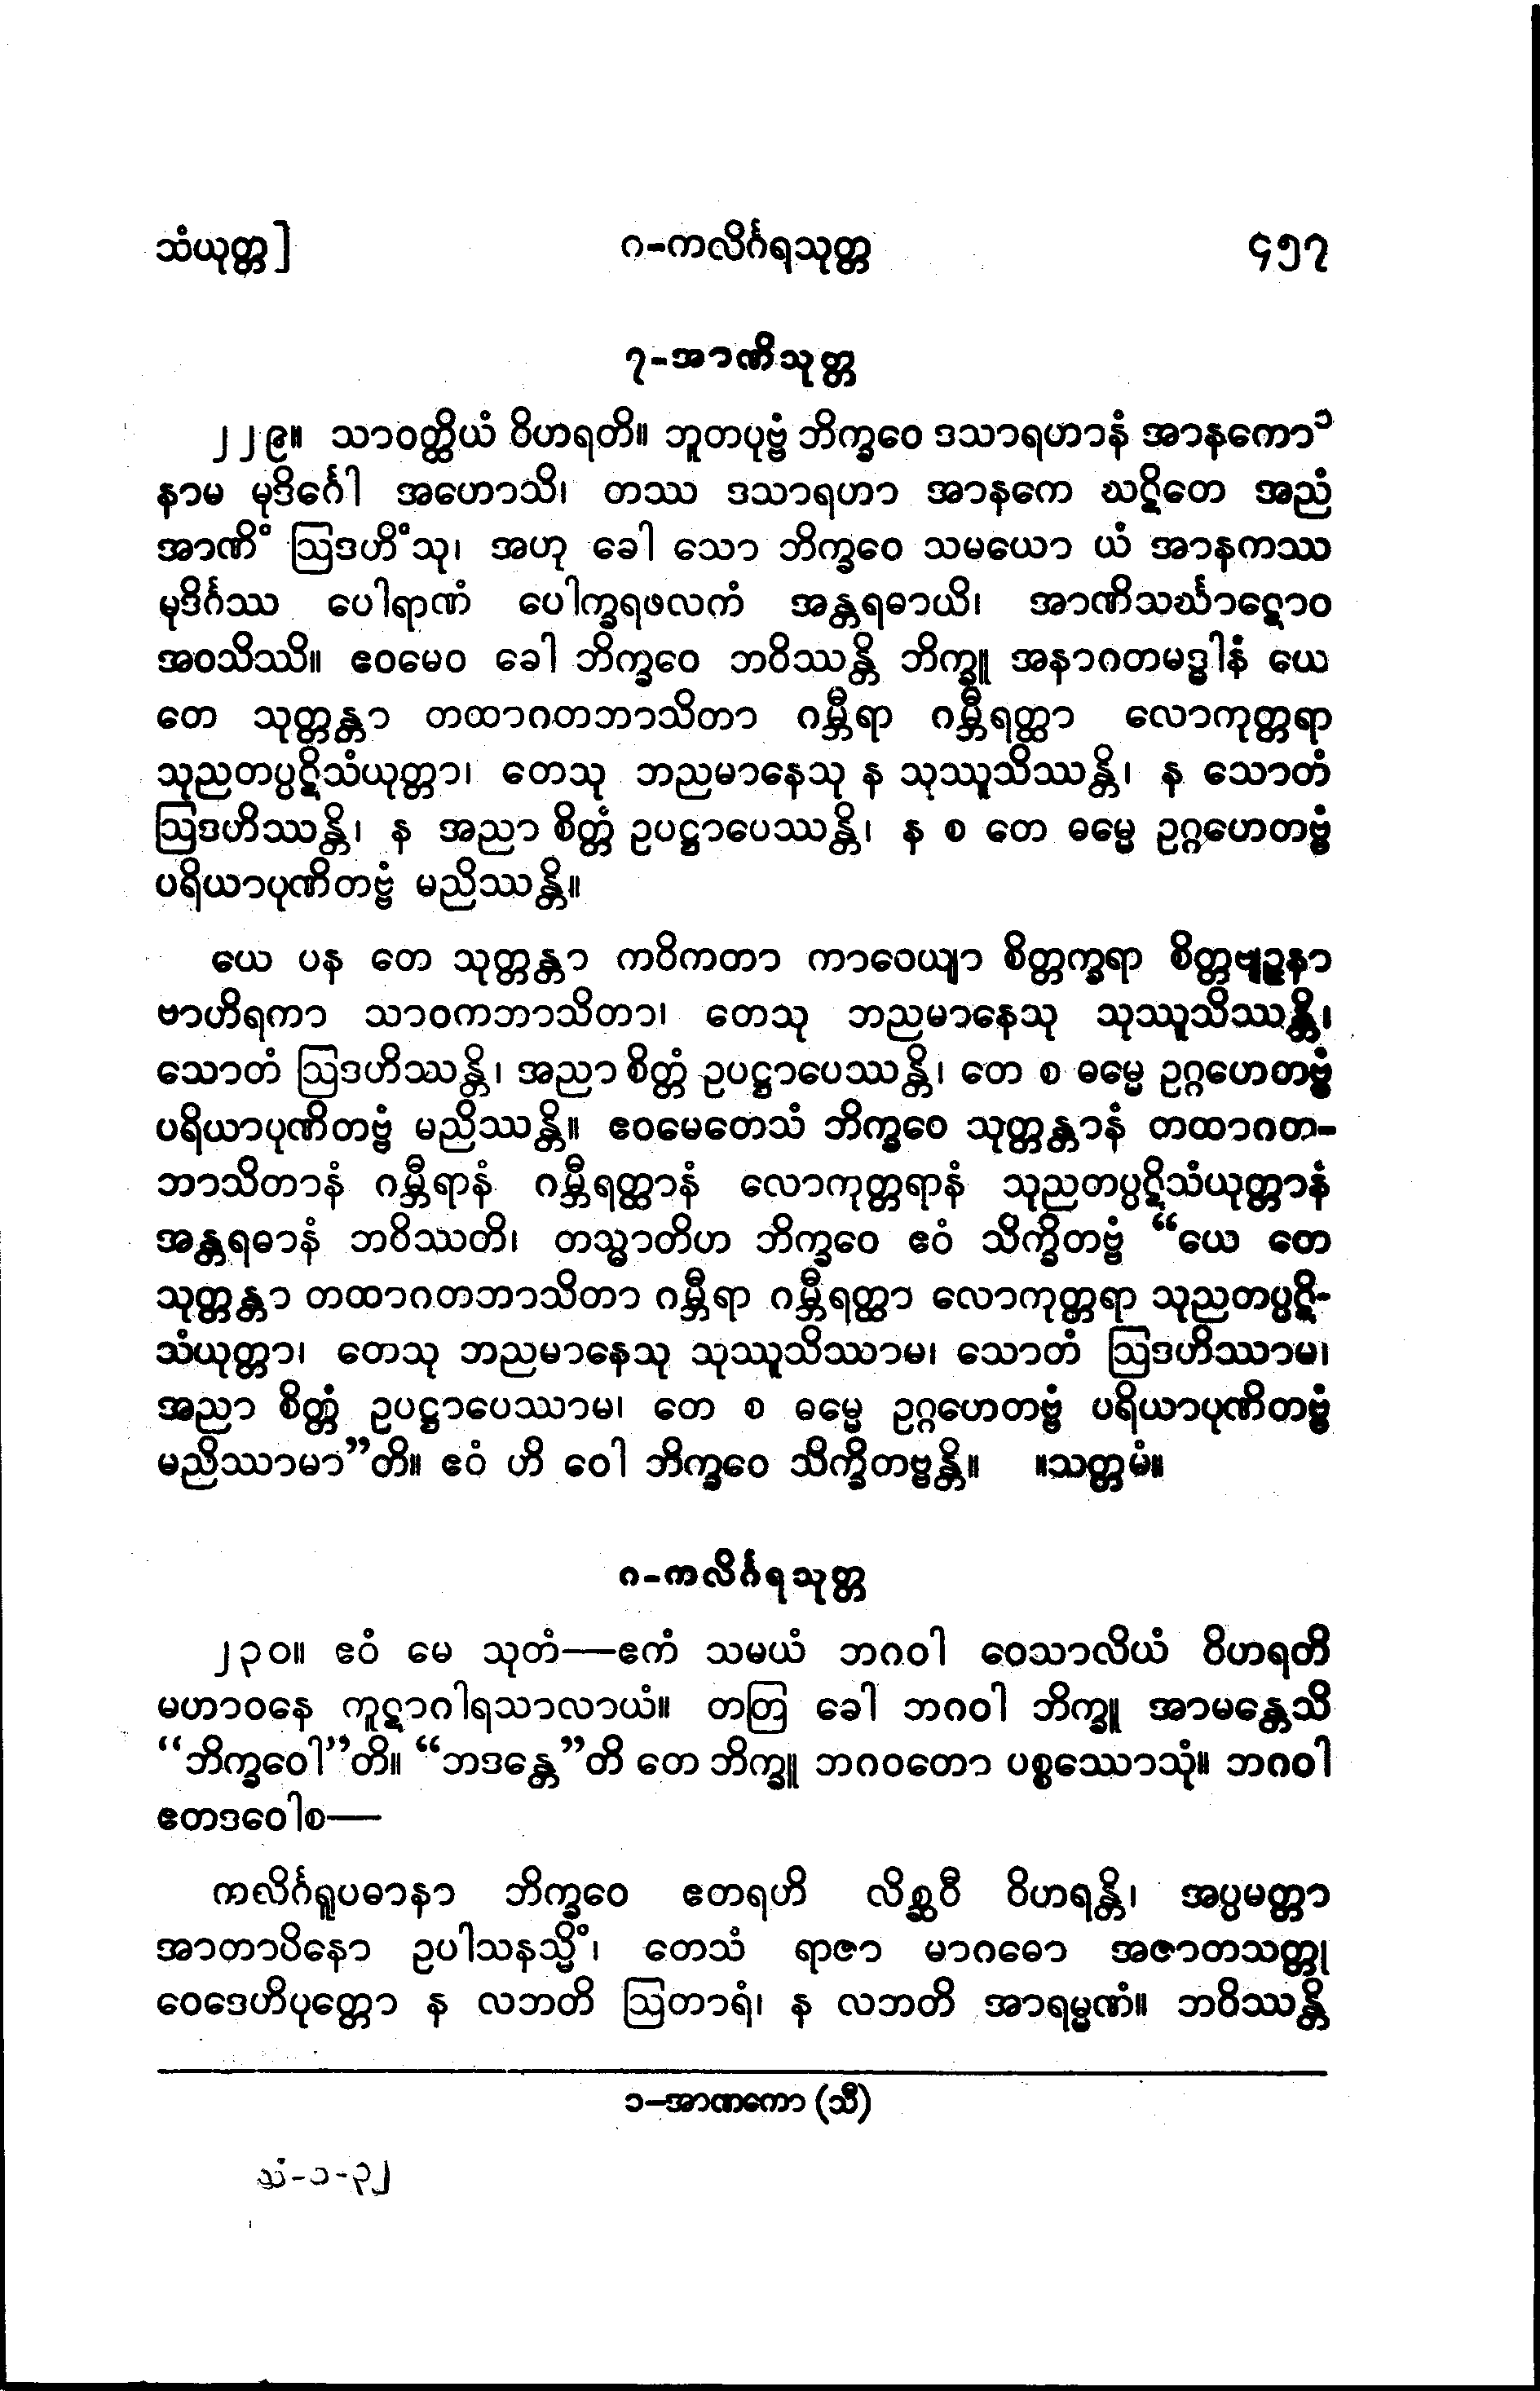 သံယုတ္တ]
ဂ-ကလိင်္ဂရသုတ္တ
၄၅၇
၇-အာဏိသုတ္တ
၂၂၉။ သာဝတ္ထိယံ ဝိဟရတိ။ ဘူတပုဗ္ဗံ ဘိက္ခဝေ ဒသာရဟာနံ အာနကော၁
နာမ မုဒိင်္ဂေါ အဟောသိ၊ တဿ ဒသာရဟာ အာနကေ ဃဋိတေ အညံ
အာဏိံ ဩဒဟိံသု၊ အဟု ခေါ သော ဘိက္ခဝေ သမယော ယံ အာနကဿ
မုဒိင်္ဂဿ ပေါရာဏံ ပေါက္ခရဖလကံ အန္တရဓာယိ၊ အာဏိသင်္ဃာဋောဝ
အဝသိဿိ။ ဧဝမေဝ ခေါ ဘိက္ခဝေ ဘဝိဿန္တိ ဘိက္ခူ အနာဂတမဒ္ဓါနံ ယေ
တေ သုတ္တန္တာ တထာဂတဘာသိတာ ဂမ္ဘီရာ ဂမ္ဘီရတ္ထာ လောကုတ္တရာ
သုညတပ္ပဋိသံယုတ္တာ၊ တေသု ဘညမာနေသု န သုဿူသိဿန္တိ၊ န သောတံ
ဩဒဟိဿန္တိ၊ န အညာ စိတ္တံ ဥပဋ္ဌာပေဿန္တိ၊ န စ တေ ဓမ္မေ ဥဂ္ဂဟေတဗ္ဗံ
ပရိယာပုဏိတဗ္ဗံ မညိဿန္တိ။
ယေ ပန တေ သုတ္တန္တာ ကဝိကတာ ကာဝေယျာ စိတ္တက္ခရာ စိတ္တဗျဉ္ဇနာ
ဗာဟိရကာ သာဝကဘာသိတာ၊ တေသု ဘညမာနေသု သုဿူသိဿန္တိ၊
သောတံ ဩဒဟိဿန္တိ၊ အညာ စိတ္တံ ဥပဋ္ဌာပေဿန္တိ၊ တေ စ ဓမ္မေ ဥဂ္ဂဟေတဗ္ဗံ
ပရိယာပုဏိတဗ္ဗံ မညိဿန္တိ။ ဧဝမေတေသံ ဘိက္ခဝေ သုတ္တန္တာနံ တထာဂတ-
ဘာသိတာနံ ဂမ္ဘီရာနံ ဂမ္ဘီရတ္ထာနံ လောကုတ္တရာနံ သုညတပ္ပဋိသံယုတ္တာနံ
အန္တရဓာနံ ဘဝိဿတိ၊ တသ္မာတိဟ ဘိက္ခဝေ ဧဝံ သိက္ခိတဗ္ဗံ “ယေ တေ
သုတ္တန္တာ တထာဂတဘာသိတာ ဂမ္ဘီရာ ဂမ္ဘီရတ္ထာ လောကုတ္တရာ သုညတပ္ပဋိ-
သံယုတ္တာ၊ တေသု ဘညမာနေသု သုဿူသိဿာမ၊ သောတံ ဩဒဟိဿာမ၊
အညာ စိတ္တံ ဥပဋ္ဌာပေဿာမ၊ တေ စ ဓမ္မေ ဥဂ္ဂဟေတဗ္ဗံ ပရိယာပုဏိတဗ္ဗံ
မညိဿာမာ”တိ။ ဧဝံ ဟိ ဝေါ ဘိက္ခဝေ သိက္ခိတဗ္ဗန္တိ။ ။သတ္တမံ။
ဂ-ကလိင်္ဂရသုတ္တ
၂၃၀။ ဧဝံ မေ သုတံ—ဧကံ သမယံ ဘဂဝါ ဝေသာလိယံ ဝိဟရတိ
မဟာဝနေ ကူဋာဂါရသာလာယံ။ တတြ ခေါ ဘဂဝါ ဘိက္ခူ အာမန္တေသိ
“ဘိက္ခဝေါ”တိ။ “ဘဒန္တေ”တိ တေ ဘိက္ခူ ဘဂဝတော ပစ္စဿောသုံ။ ဘဂဝါ
ဧတဒဝေါစ—
ကလိင်္ဂရူပဓာနာ ဘိက္ခဝေ ဧတရဟိ လိစ္ဆဝီ ဝိဟရန္တိ၊ အပ္ပမတ္တာ
အာတာပိနော ဥပါသနသ္မိံ၊ တေသံ ရာဇာ မာဂဓော အဇာတသတ္တု
ဝေဒေဟိပုတ္တော န လဘတိ ဩတာရံ၊ န လဘတိ အာရမ္မဏံ။ ဘဝိဿန္တိ
၁—အာဏကော (သီ)
သံ-၁-၃၂